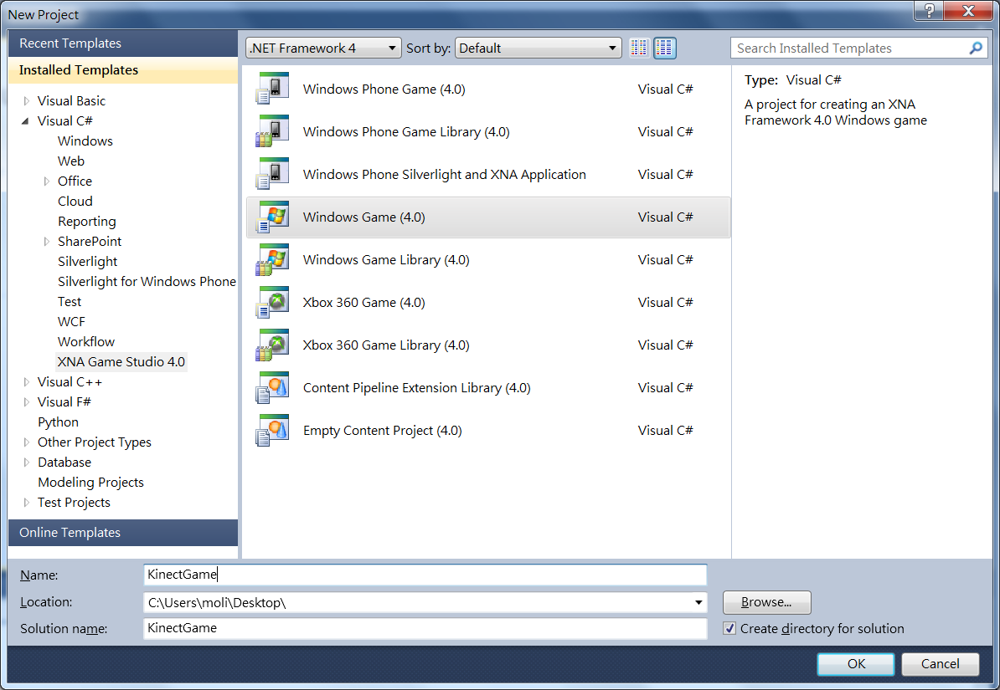 New Project
Recent Templates
Installed Templates
Visual Basic
Visual C#
Windows
Web
Office
Cloud
Reporting
SharePoint
Silverlight
Silverlight for Windows Phone
Test
WCF
Workflow
XNA Game Studio 4.0
Visual C++
Visual F#
Python
Other Project Types
Database
Modeling Projects
Test Projects
Online Templates
.NET Framework 4 Sort by: Default
Windows Phone Game (4.0) Visual C#
Windows Phone Game Library (4.0) Visual C#
Windows Phone Silverlight and XNA Application Visual C#
Windows Game (4.0) Visual C#
Windows Game Library (4.0) Visual C#
Xbox 360 Game (4.0) Visual C#
Xbox 360 Game Library (4.0) Visual C#
Content Pipeline Extension Library (4.0) Visual C#
Empty Content Project (4.0) Visual C#
Search Installed Templates
Type: Visual C#
A project for creating an XNA
Framework 4.0 Windows game
Name: KinectGame
Location: C:\Users\moli\Desktop\ Browse...
Solution name: KinectGame Create directory for solution
OK Cancel